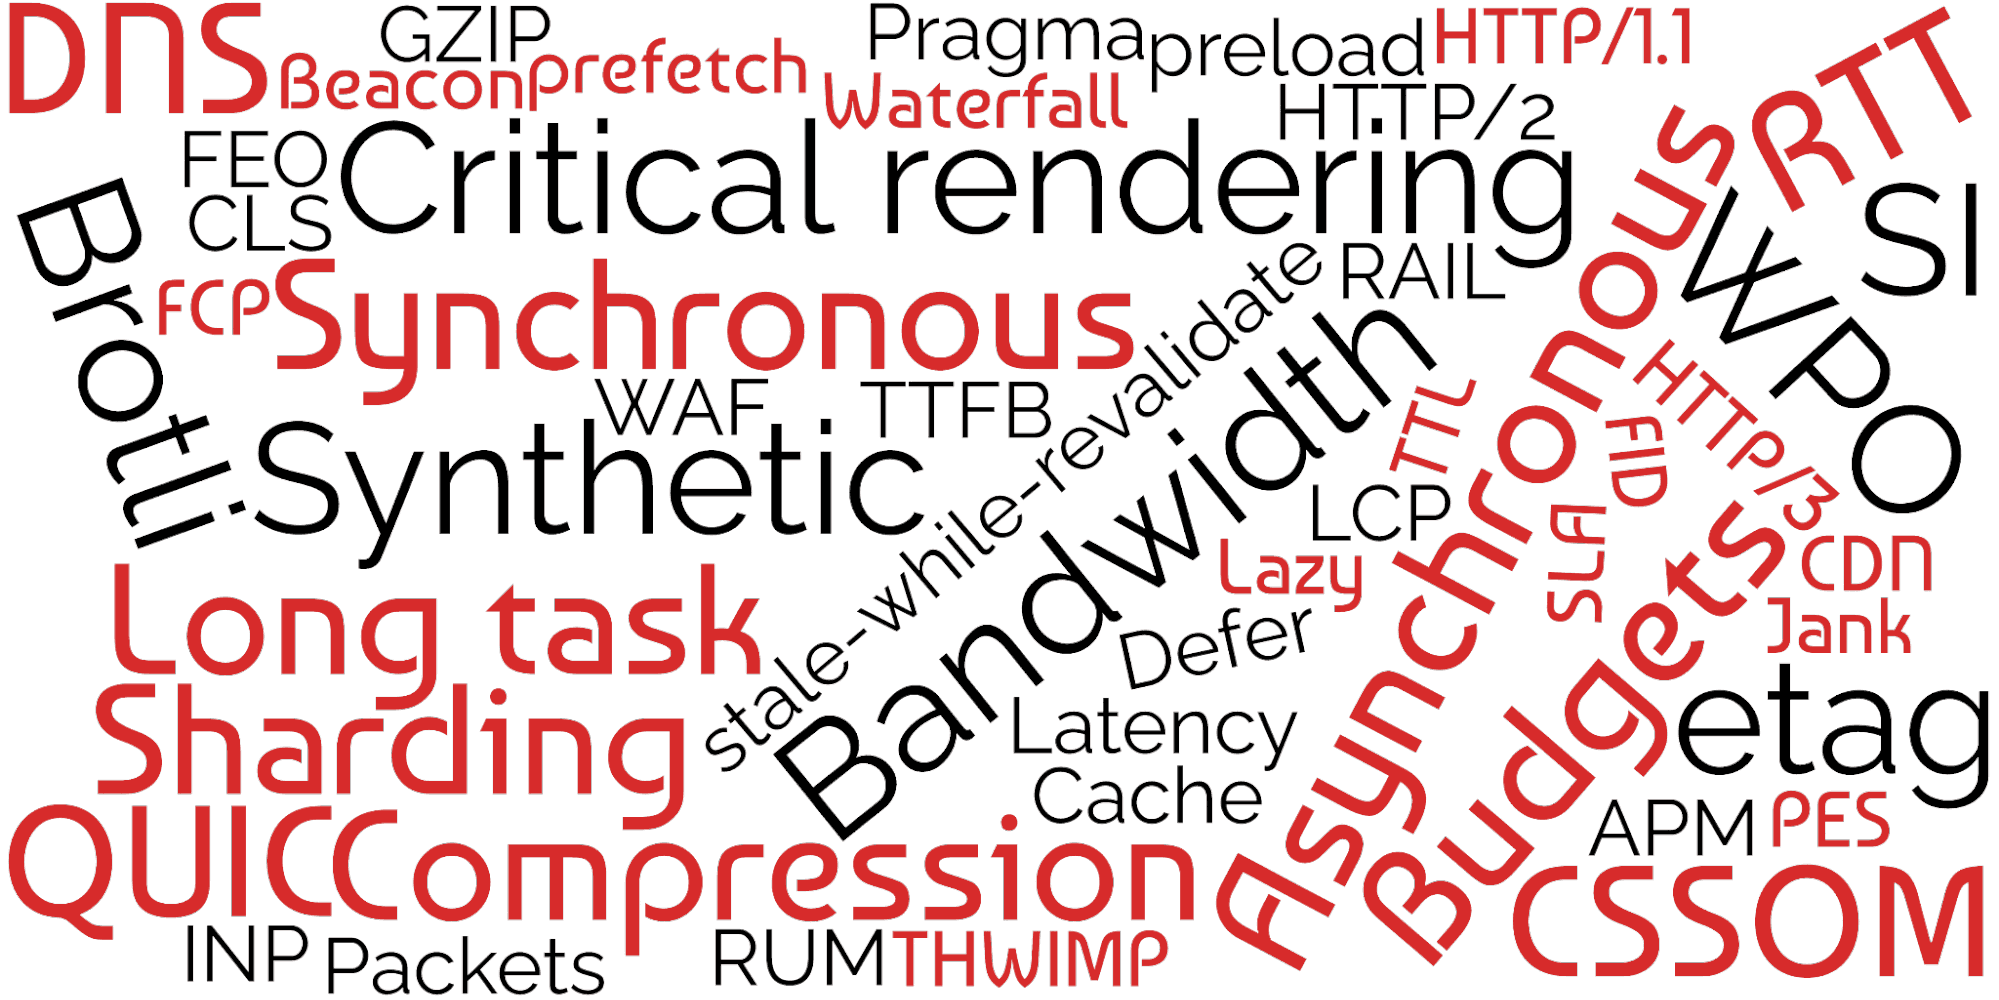 DNS
GZIP
Beacon
prefetch
Pragma
preload
HTTP/1.1
Waterfall
HTTP/2
RTT
FEO
CLS
Critical rendering
Brotli
FCP
Synchronous
stale-while-revalidate
RAIL
Asynchronous
WPO
SI
WAF
TTFB
Synthetic
Bandwidth
TTL
HTTP/3
FID
LCP
SLA
Lazy
CDN
Long task
Defer
Budgets
Jank
Sharding
Latency
etag
Cache
APM
PES
QUIC
Compression
CSSOM
INP
Packets
RUM
THWIMP